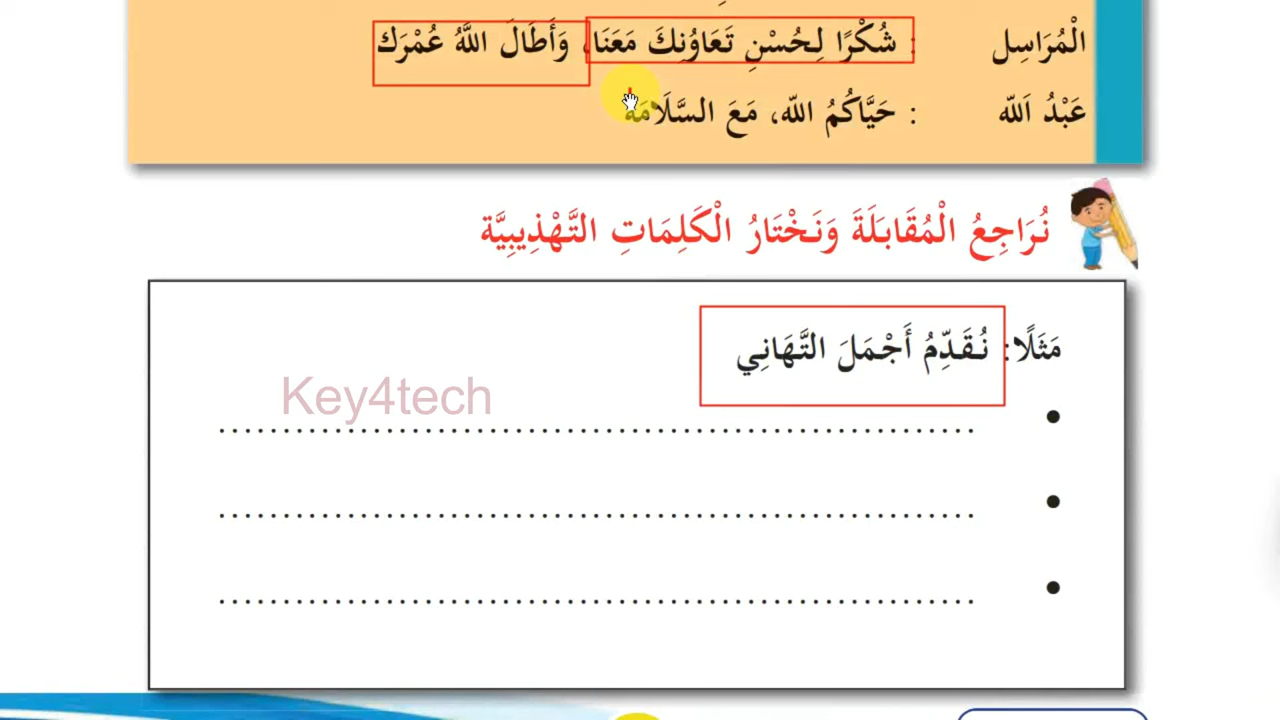 الْمُرَاسِل : شُكْرًا لِحُسْنِ تَعَاوُنِكَ مَعَنَا، وَأَطَالَ اللَّهُ عُمْرَك
عَبْدُ اَللّه : حَيَّاكُمُ اللّه، مَعَ السَّلَامَة
نُرَاجِعُ الْمُقَابَلَةَ وَنَخْتَارُ الْكَلِمَاتِ التَّهْذِيبِيَّة
مَثَلًا: نُقَدِّمُ أَجْمَلَ التَّهَانِي
Key4tech
• ............................................................
• ............................................................
• ............................................................